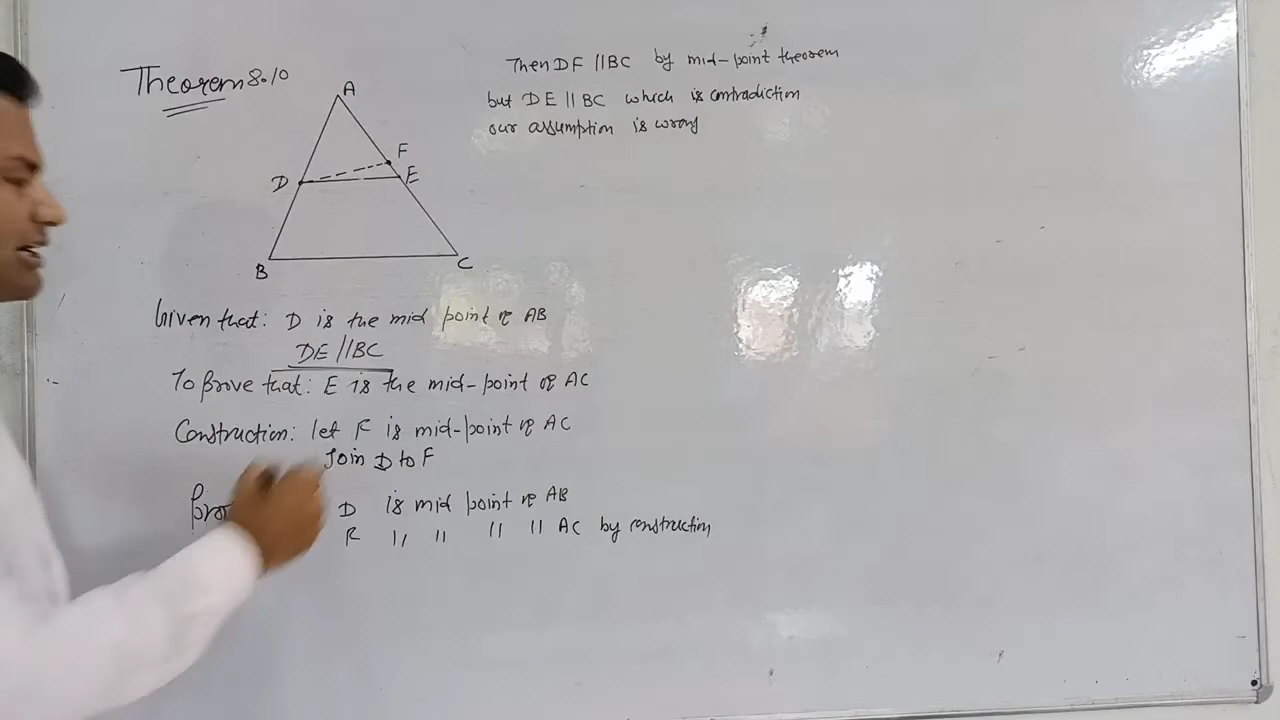 Theorem 8.10
A
F
D
E
B
C
Given that: D is the mid point of AB
DE//BC
To prove that: E is the mid-point of AC
Construction: let F is mid-point of AC
Join D to F
D is mid point of AB
F // // // // AC by construction
Then DF //BC by mid-point theorem
but DE//BC which is contradiction
our assumption is wrong